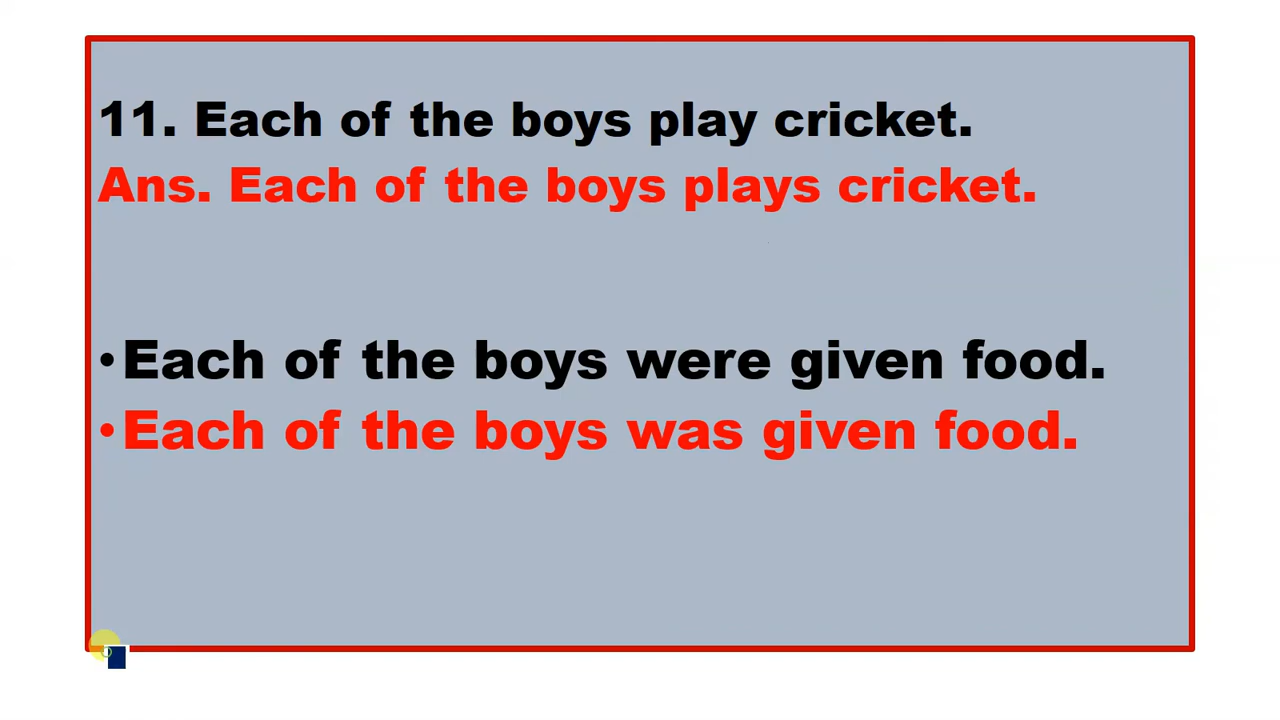 11. Each of the boys play cricket.
Ans. Each of the boys plays cricket.
•Each of the boys were given food.
•Each of the boys was given food.